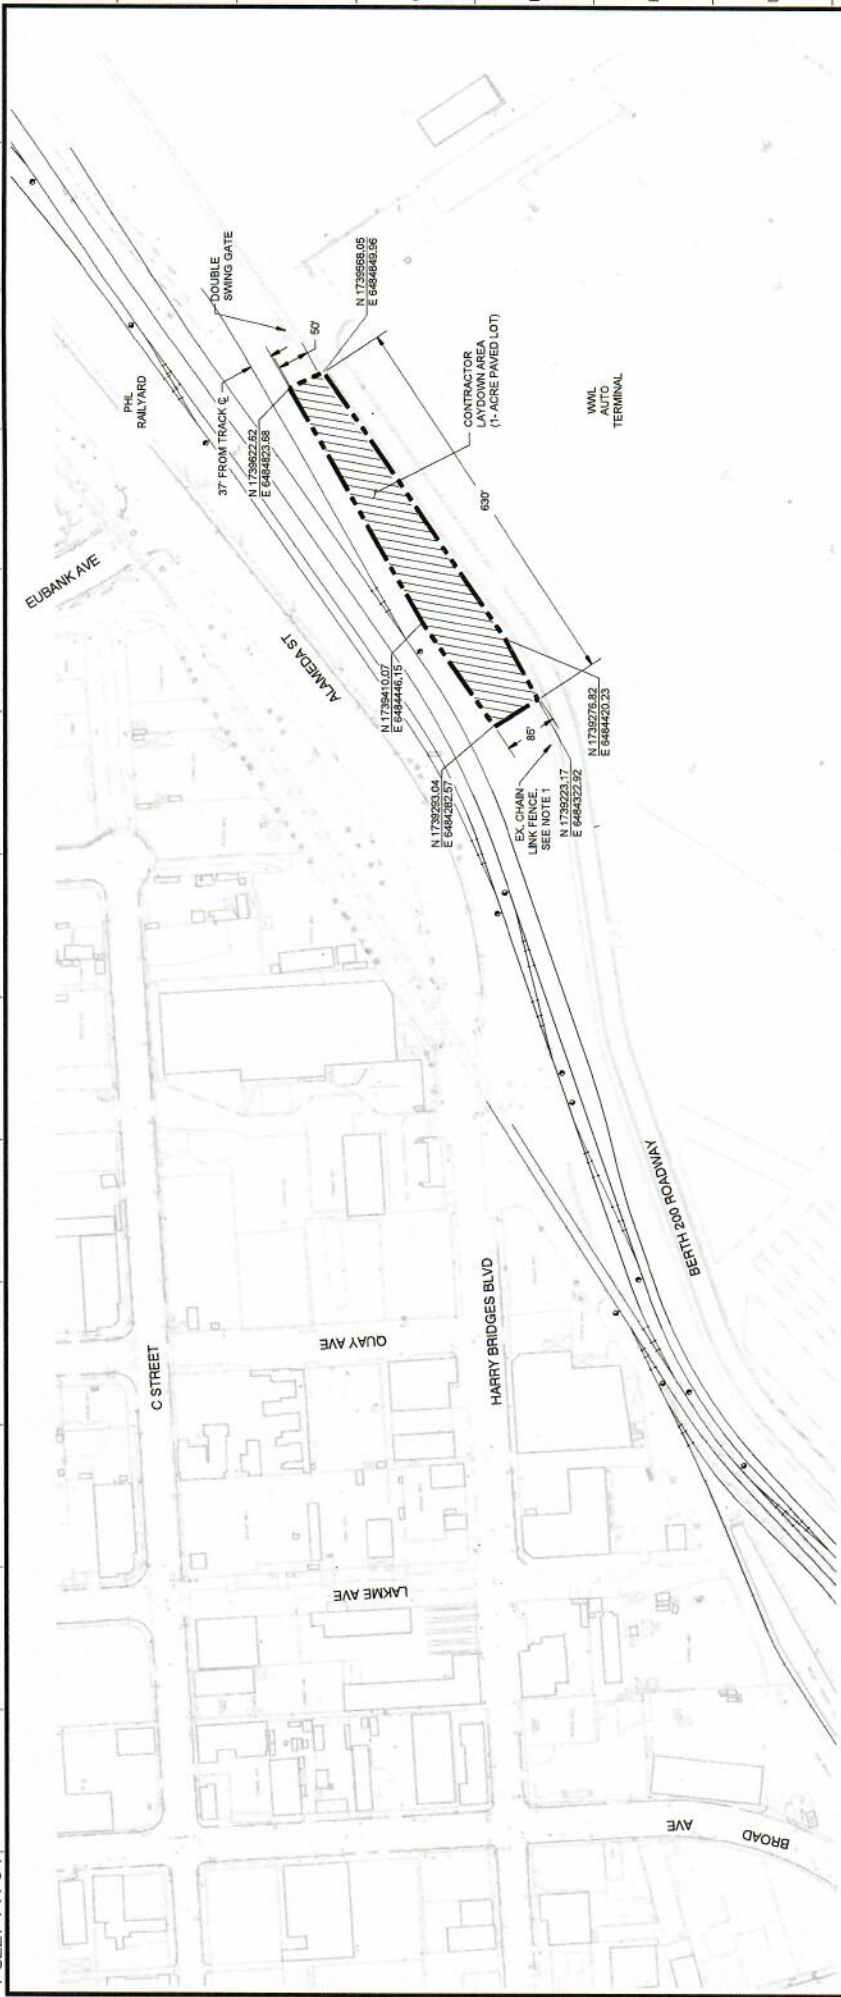 PHL
RAILYARD
EUBANK AVE
ALAMEDA ST
DOUBLE
SWING GATE
37' FROM TRACK ℄
50'
N 1739622.62
E 6484823.68
N 1739568.05
E 6484849.96
CONTRACTOR
LAYDOWN AREA
(1- ACRE PAVED LOT)
630'
WWL
AUTO
TERMINAL
N 1739410.07
E 6484446.15
N 1739293.04
E 6484282.57
85'
EX. CHAIN
LINK FENCE.
SEE NOTE 1
N 1739223.17
E 6484322.92
N 1739276.82
E 6484420.23
C STREET
QUAY AVE
HARRY BRIDGES BLVD
BERTH 200 ROADWAY
LAKME AVE
BROAD
AVE